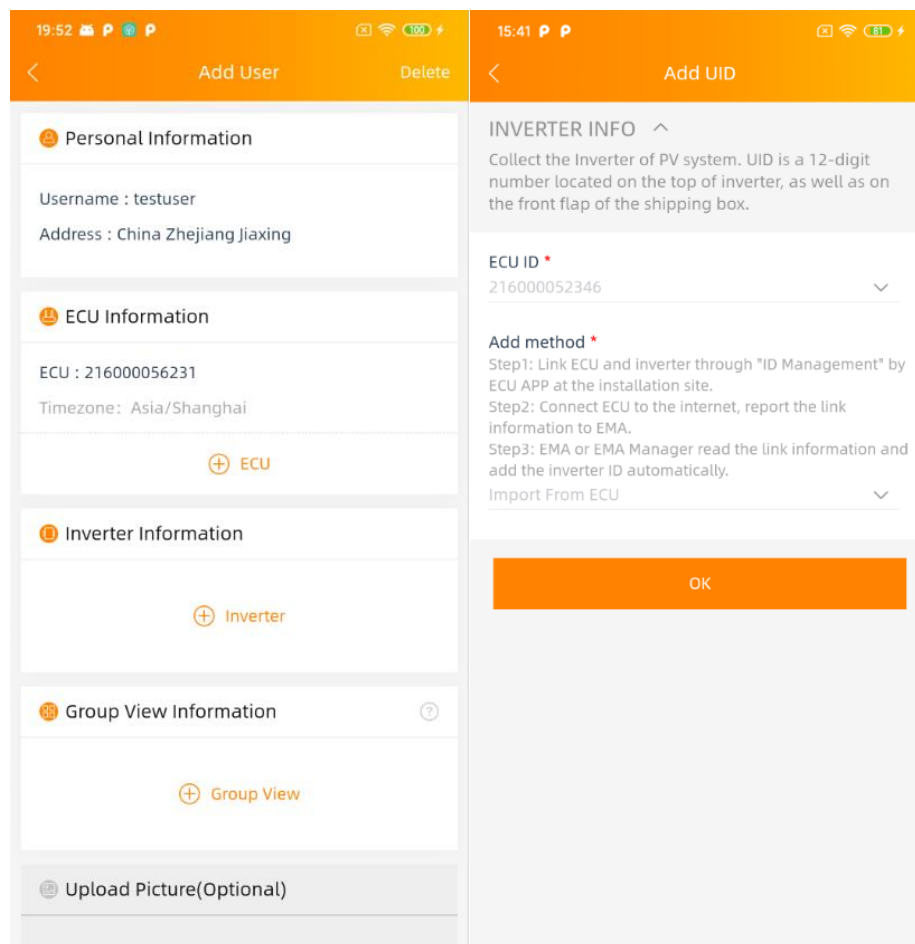 19:52
100
Add User
Delete
Personal Information
Username : testuser
Address : China Zhejiang Jiaxing
ECU Information
ECU : 216000056231
Timezone: Asia/Shanghai
ECU
Inverter Information
Inverter
Group View Information
?
Group View
Upload Picture(Optional)
15:41
81
Add UID
INVERTER INFO
Collect the Inverter of PV system. UID is a 12-digit
number located on the top of inverter, as well as on
the front flap of the shipping box.
ECU ID *
216000052346
Add method *
Step1: Link ECU and inverter through "ID Management" by
ECU APP at the installation site.
Step2: Connect ECU to the internet, report the link
information to EMA.
Step3: EMA or EMA Manager read the link information and
add the inverter ID automatically.
Import From ECU
OK